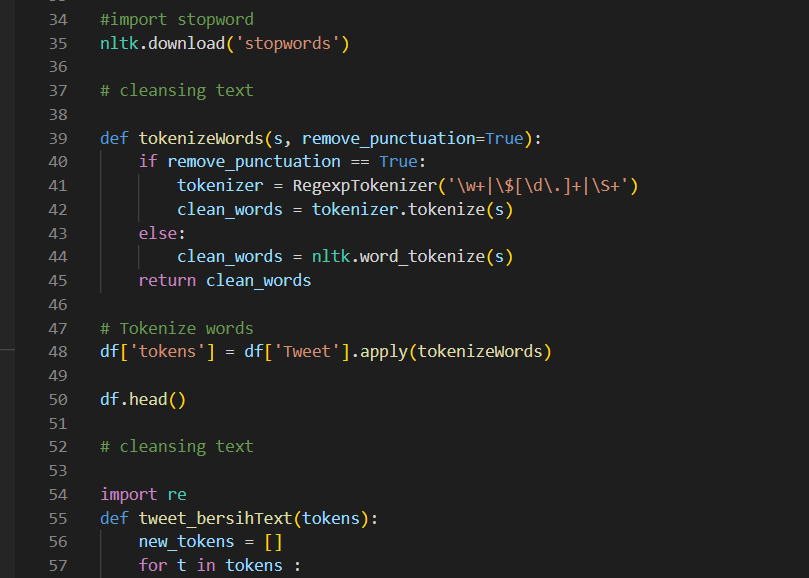 34 #import stopword
35 nltk.download('stopwords')
36
37 # cleansing text
38
39 def tokenizeWords(s, remove_punctuation=True):
40     if remove_punctuation == True:
41         tokenizer = RegexpTokenizer('\w+|\$[\d\.]+|\S+')
42         clean_words = tokenizer.tokenize(s)
43     else:
44         clean_words = nltk.word_tokenize(s)
45     return clean_words
46
47 # Tokenize words
48 df['tokens'] = df['Tweet'].apply(tokenizeWords)
49
50 df.head()
51
52 # cleansing text
53
54 import re
55 def tweet_bersihText(tokens):
56     new_tokens = []
57     for t in tokens :